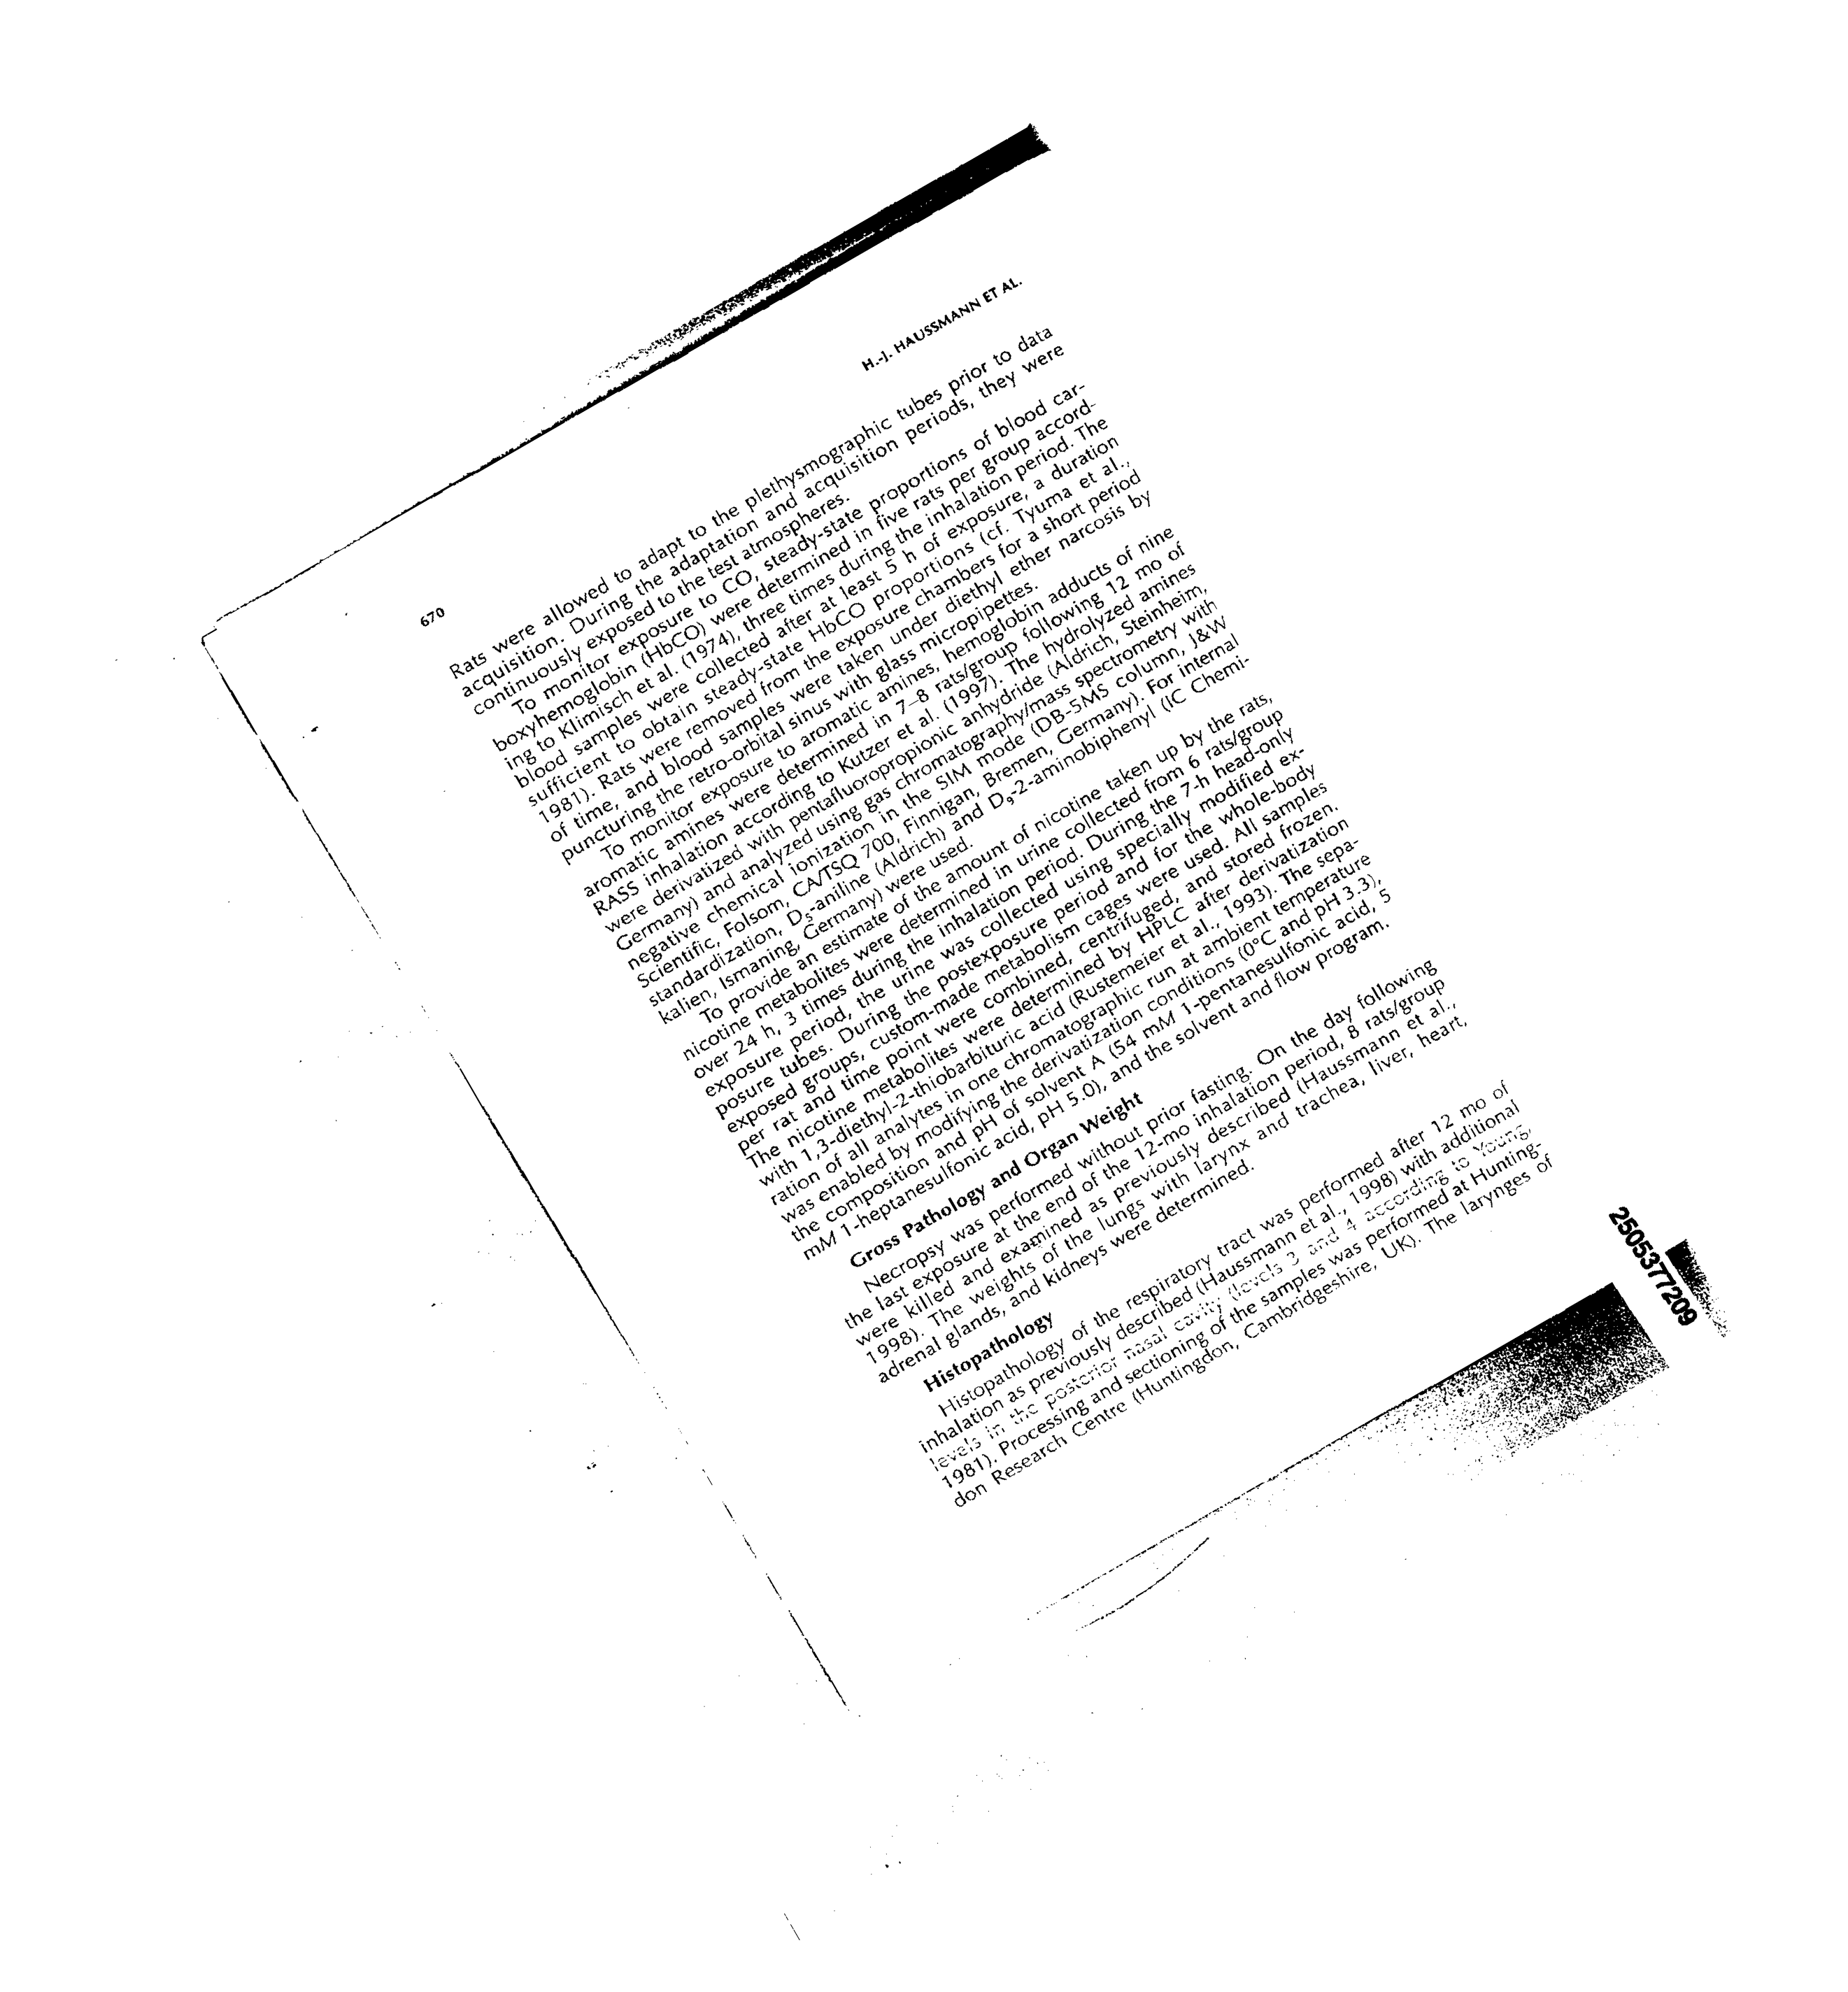 670
H.-J. HAUSSMANN ET AL.
Rats were allowed to adapt to the plethysmographic tubes prior to data
acquisition. During the adaptation and acquisition periods, they were
continuously exposed to the test atmospheres.
To monitor exposure to CO, steady-state proportions of blood car-
boxyhemoglobin (HbCO) were determined in five rats per group accord-
ing to Klimisch et al. (1974), three times during the inhalation period. The
blood samples were collected after at least 5 h of exposure, a duration
sufficient to obtain steady-state HbCO proportions (cf. Tyuma et al.,
1981). Rats were removed from the exposure chambers for a short period
of time, and blood samples were taken under diethyl ether narcosis by
puncturing the retro-orbital sinus with glass micropipettes.
To monitor exposure to aromatic amines, hemoglobin adducts of nine
aromatic amines were determined in 7–8 rats/group following 12 mo of
RASS inhalation according to Kutzer et al. (1997). The hydrolyzed amines
were derivatized with pentafluoropropionic anhydride (Aldrich, Steinheim,
Germany) and analyzed using gas chromatography/mass spectrometry with
negative chemical ionization in the SIM mode (DB-5MS column, J&W
Scientific, Folsom, CA/TSQ 700, Finnigan, Bremen, Germany). For internal
standardization, D5-aniline (Aldrich) and D9-2-aminobiphenyl (IC Chemi-
kalien, Ismaning, Germany) were used.
To provide an estimate of the amount of nicotine taken up by the rats,
nicotine metabolites were determined in urine collected from 6 rats/group
over 24 h, 3 times during the inhalation period. During the 7-h head-only
exposure period, the urine was collected using specially modified ex-
posure tubes. During the postexposure period and for the whole-body
exposed groups, custom-made metabolism cages were used. All samples
per rat and time point were combined, centrifuged, and stored frozen.
The nicotine metabolites were determined by HPLC after derivatization
with 1,3-diethyl-2-thiobarbituric acid (Rustemeier et al., 1993). The sepa-
ration of all analytes in one chromatographic run at ambient temperature
was enabled by modifying the derivatization conditions (0°C and pH 3.3),
the composition and pH of solvent A (54 mM 1-pentanesulfonic acid, 5
mM 1-heptanesulfonic acid, pH 5.0), and the solvent and flow program.
Gross Pathology and Organ Weight
Necropsy was performed without prior fasting. On the day following
the last exposure at the end of the 12-mo inhalation period, 8 rats/group
were killed and examined as previously described (Haussmann et al.,
1998). The weights of the lungs with larynx and trachea, liver, heart,
adrenal glands, and kidneys were determined.
Histopathology
Histopathology of the respiratory tract was performed after 12 mo of
inhalation as previously described (Haussmann et al., 1998) with additional
levels in the posterior nasal cavity (levels 3 and 4 according to Young,
1981). Processing and sectioning of the samples was performed at Hunting-
don Research Centre (Huntingdon, Cambridgeshire, UK). The larynges of
2505377209